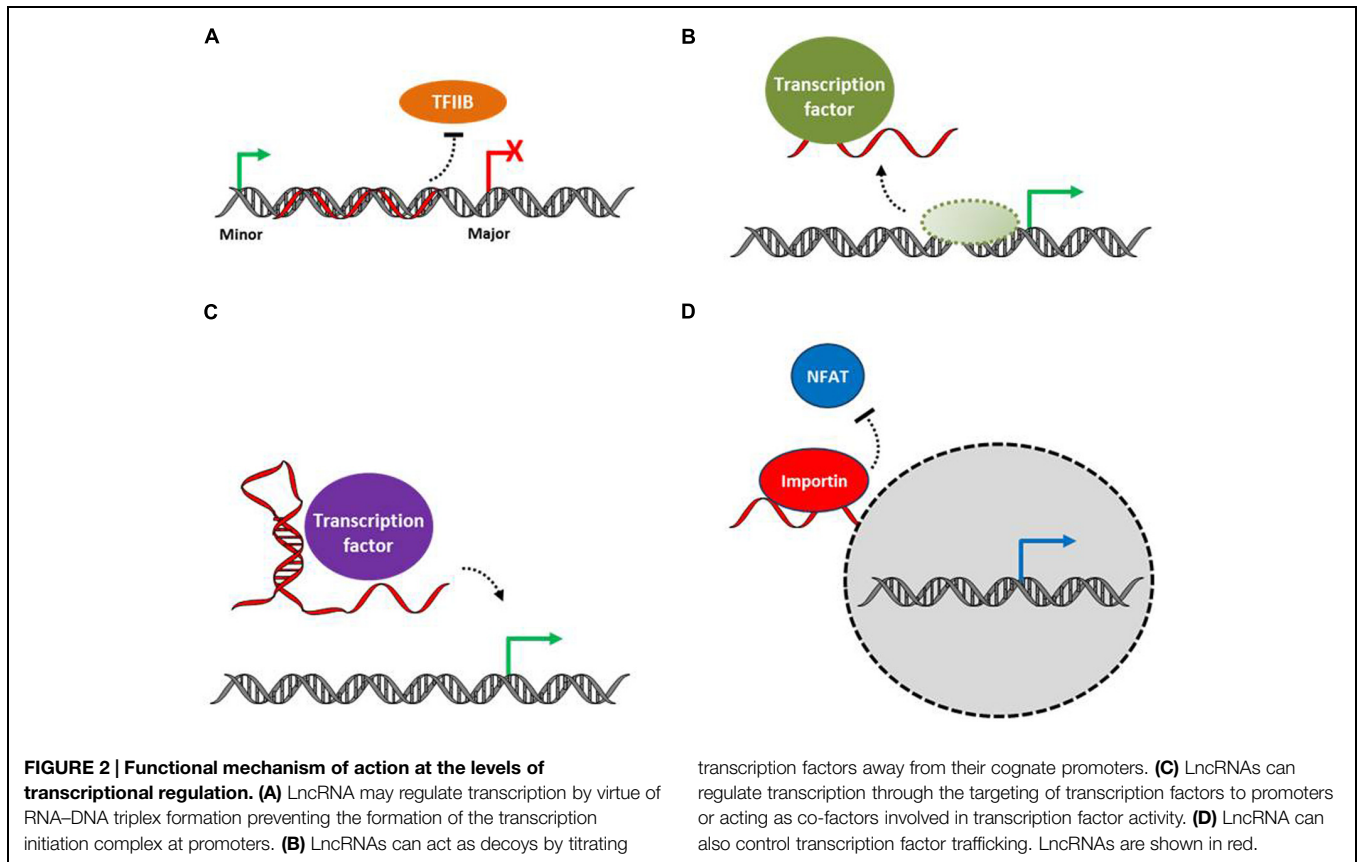 A
TFIIB
Minor
Major
B
Transcription
factor
C
Transcription
factor
D
NFAT
Importin
FIGURE 2 | Functional mechanism of action at the levels of
transcriptional regulation. (A) LncRNA may regulate transcription by virtue of
RNA–DNA triplex formation preventing the formation of the transcription
initiation complex at promoters. (B) LncRNAs can act as decoys by titrating
transcription factors away from their cognate promoters. (C) LncRNAs can
regulate transcription through the targeting of transcription factors to promoters
or acting as co-factors involved in transcription factor activity. (D) LncRNA can
also control transcription factor trafficking. LncRNAs are shown in red.